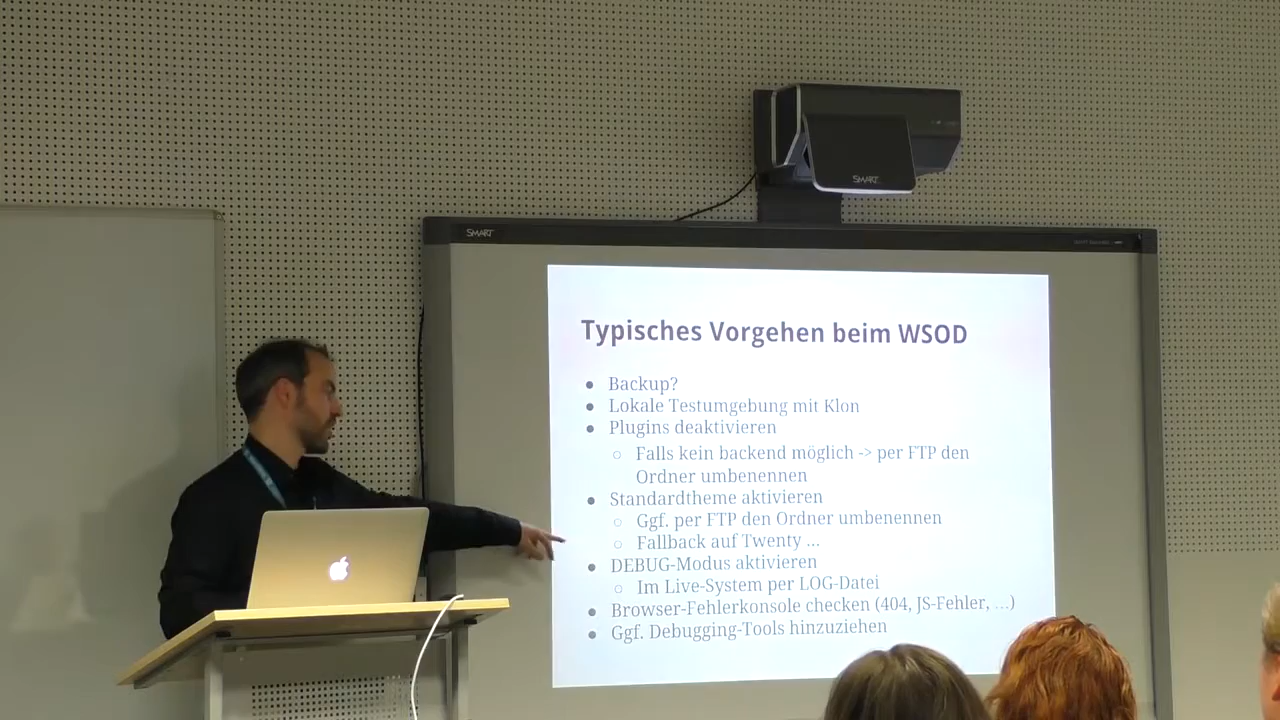 SMART
SMART
Typisches Vorgehen beim WSOD
● Backup?
● Lokale Testumgebung mit Klon
● Plugins deaktivieren
○ Falls kein backend möglich -> per FTP den
Ordner umbenennen
● Standardtheme aktivieren
○ Ggf. per FTP den Ordner umbenennen
○ Fallback auf Twenty ...
● DEBUG-Modus aktivieren
○ Im Live-System per LOG-Datei
● Browser-Fehlerkonsole checken (404, JS-Fehler, ...)
● Ggf. Debugging-Tools hinzuziehen